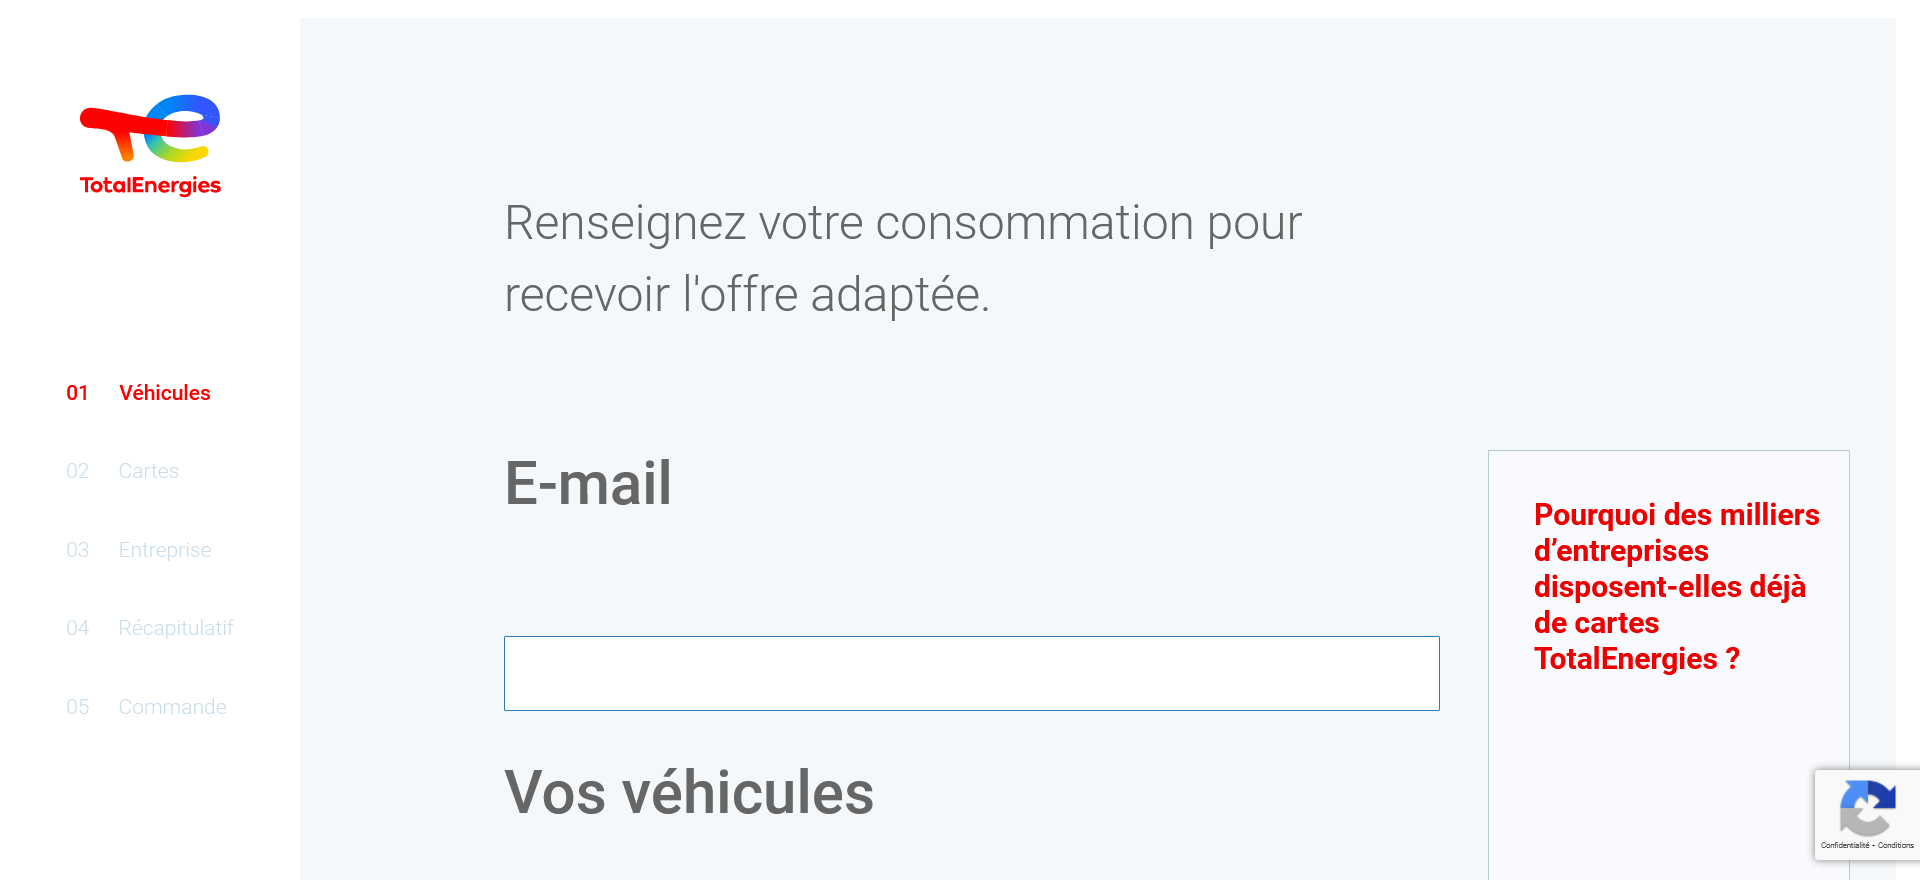 TotalEnergies
01 Véhicules
02 Cartes
03 Entreprise
04 Récapitulatif
05 Commande
Renseignez votre consommation pour
recevoir l'offre adaptée.
E-mail
Vos véhicules
Pourquoi des milliers
d’entreprises
disposent-elles déjà
de cartes
TotalEnergies ?
Confidentialité - Conditions